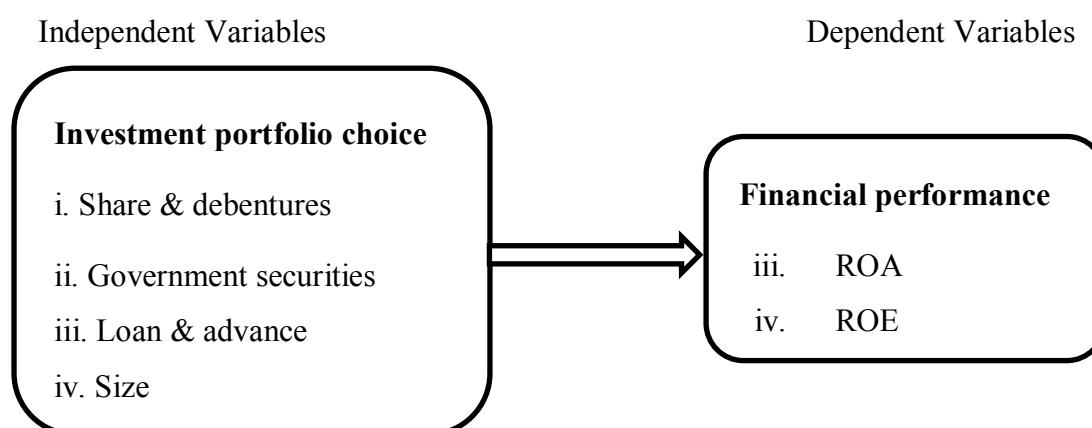 Independent Variables
Dependent Variables
Investment portfolio choice
i. Share & debentures
ii. Government securities
iii. Loan & advance
iv. Size
Financial performance
iii. ROA
iv. ROE